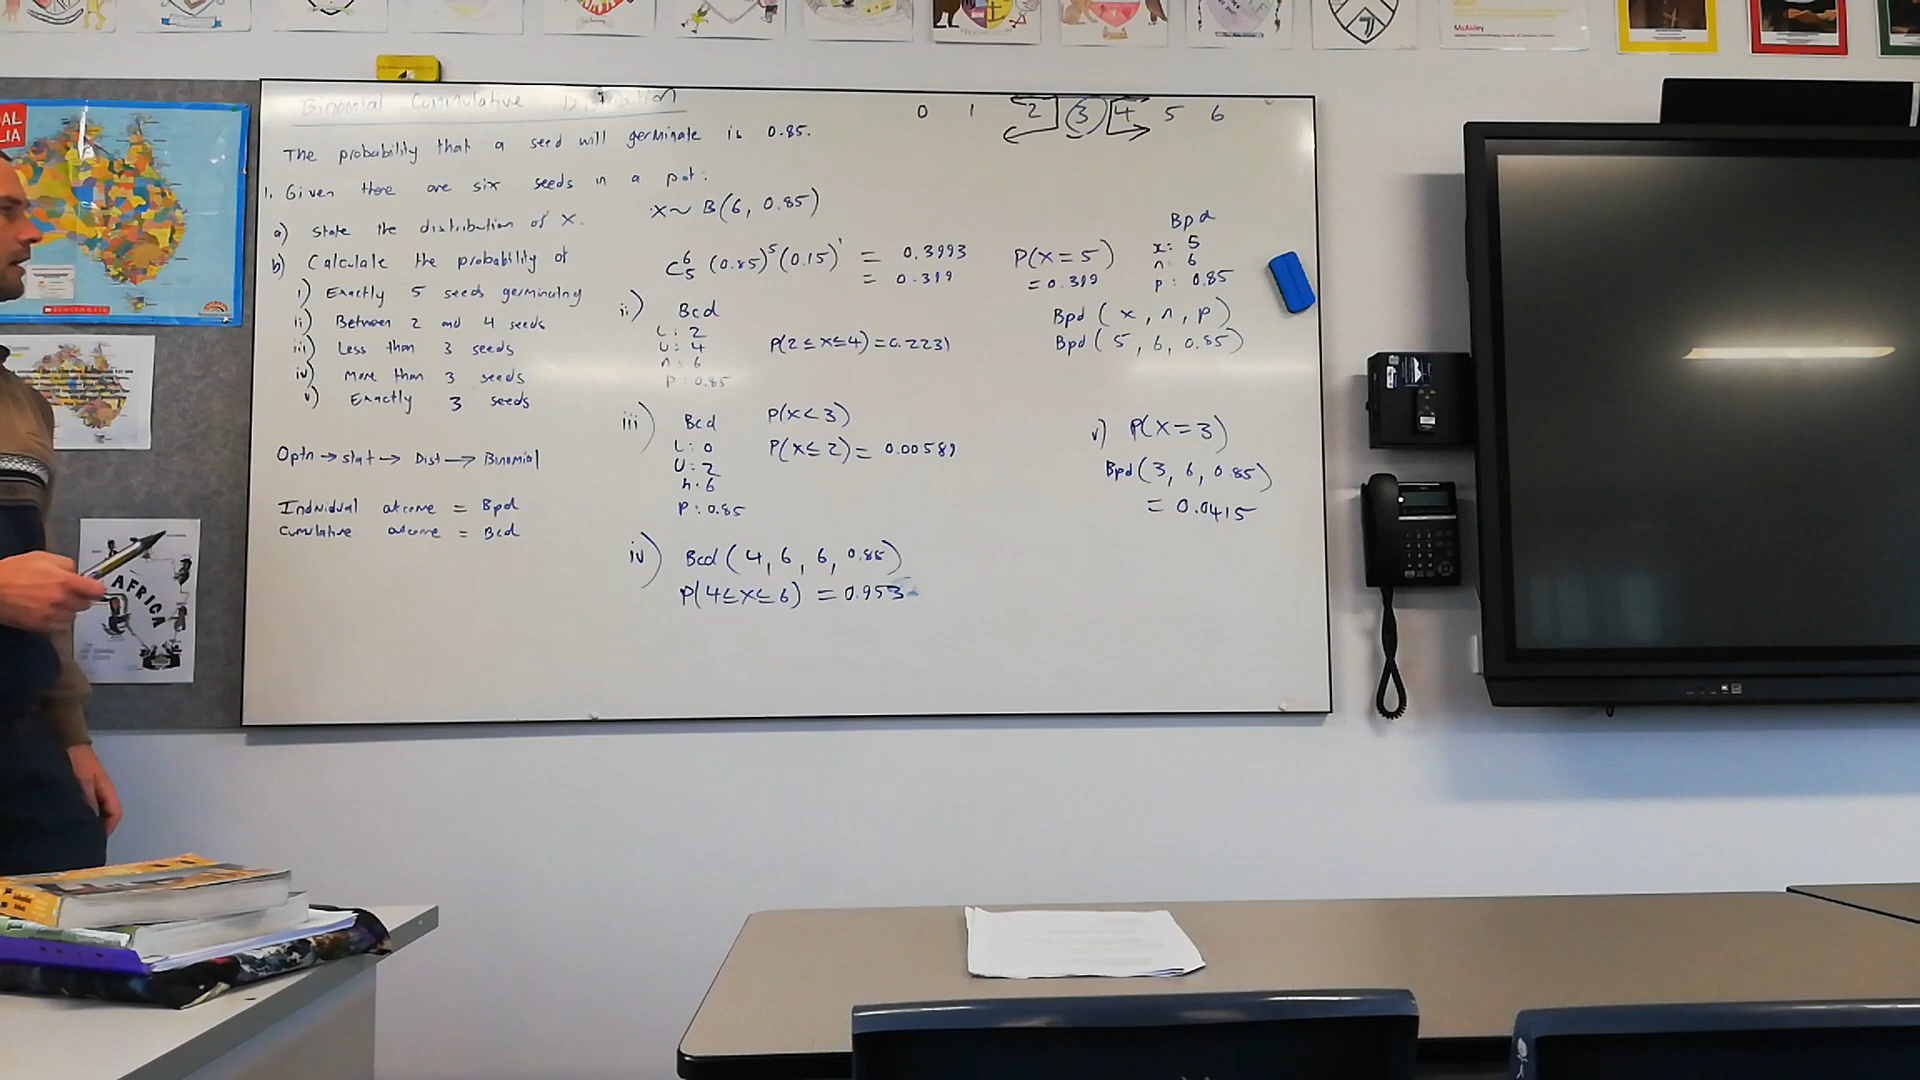 McAuley
AL
LIA
SCHOLASTIC
AFRICA
Binomial Cummulative Distribution
0 1 2 3 4 5 6
The probability that a seed will germinate is 0.85.
1. Given there are six seeds in a pot:
a) State the distribution of X.
X ~ B(6, 0.85)
b) Calculate the probability of
i) Exactly 5 seeds germinating
ii) Between 2 and 4 seeds
iii) Less than 3 seeds
iv) More than 3 seeds
v) Exactly 3 seeds
Optn → Stat → Dist → Binomial
Individual outcome = Bpd
Cumulative outcome = Bcd
C⁶₅ (0.85)⁵(0.15)¹ = 0.3993
= 0.399
P(X=5)
= 0.399
Bpd
x: 5
n: 6
p: 0.85
Bpd (x, n, p)
Bpd (5, 6, 0.85)
ii) Bcd
L: 2
U: 4
n: 6
P: 0.85
P(2≤X≤4)=0.2231
iii) Bcd
L: 0
U: 2
n: 6
P: 0.85
P(X<3)
P(X≤2) = 0.00589
iv) Bcd (4, 6, 6, 0.85)
P(4≤X≤6) = 0.953
v) P(X=3)
Bpd(3, 6, 0.85)
= 0.0415